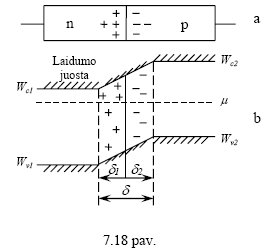 n + + + + + − − − p a
Laidumo
juosta
W_c1 W_c2
μ
b
W_v1 W_v2
δ₁ δ₂
δ
7.18 pav.